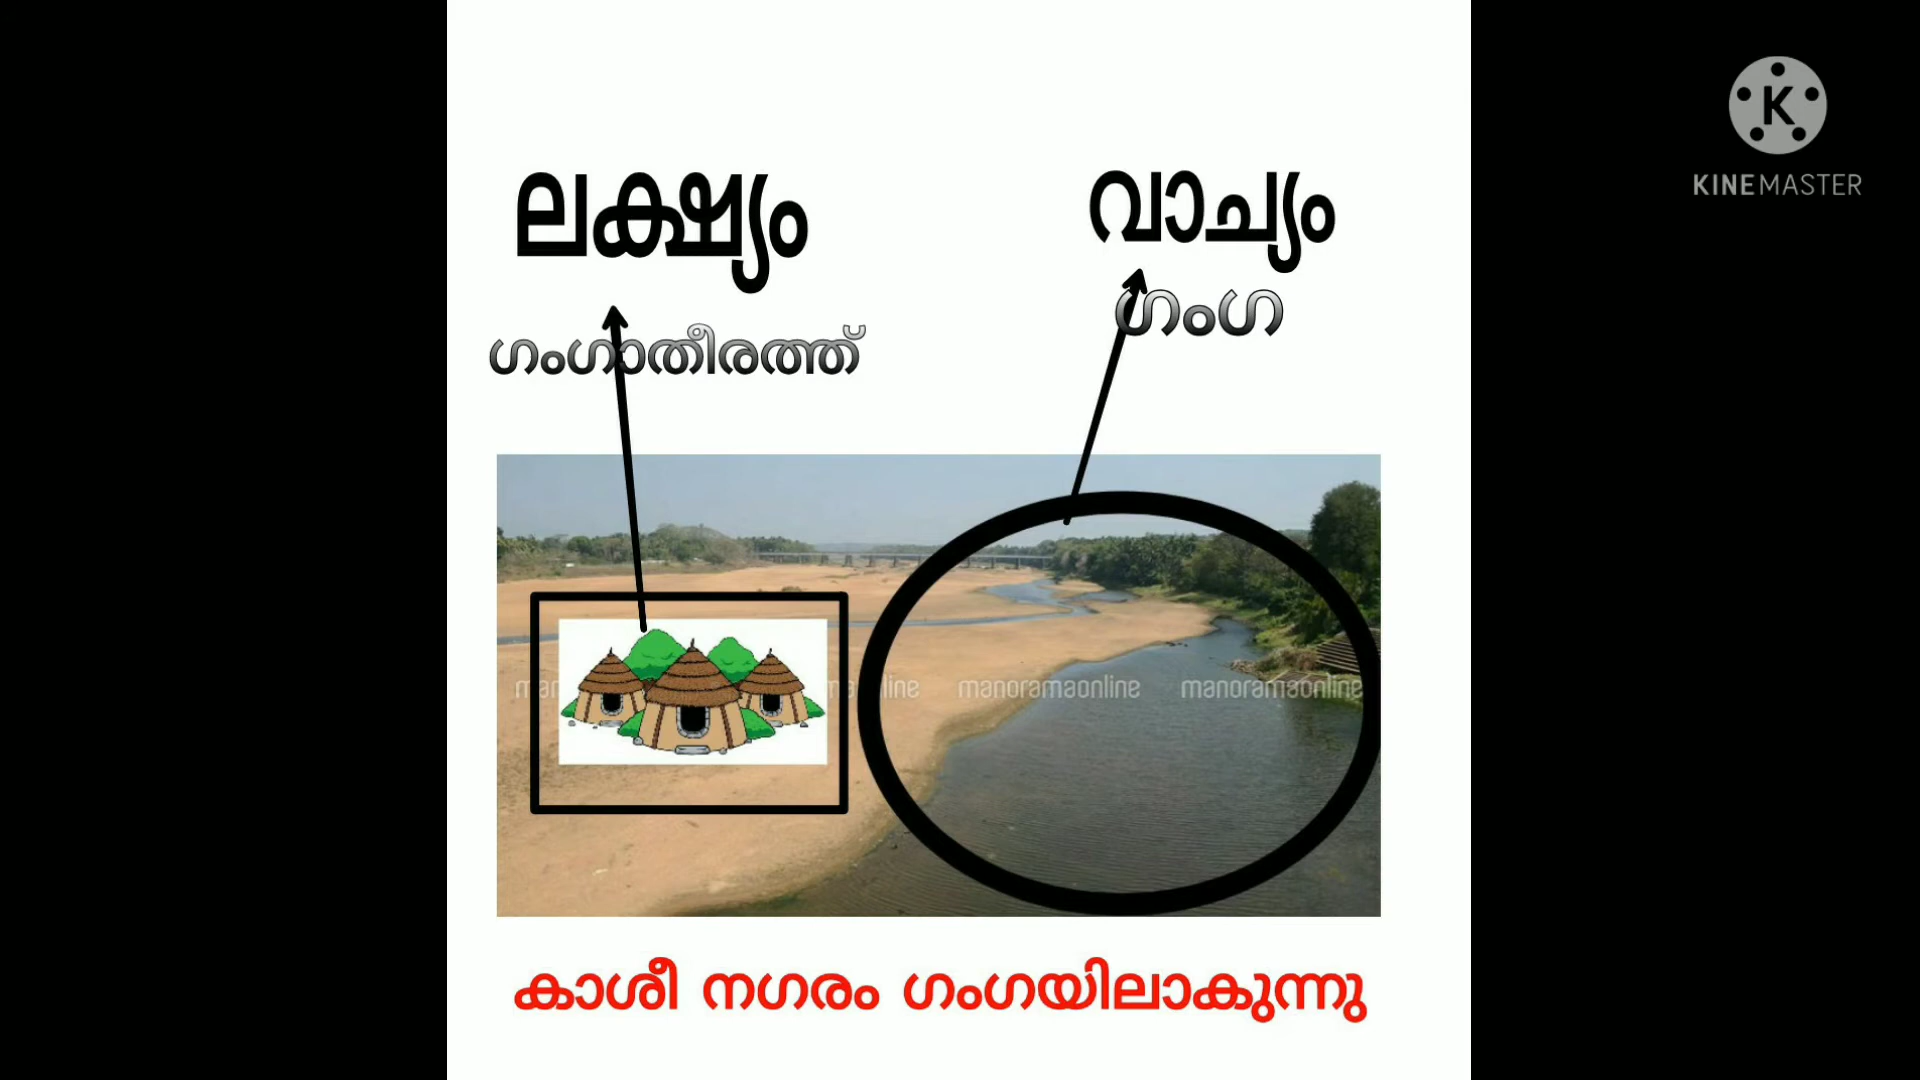 ലക്ഷ്യം വാച്യം
ഗംഗാതീരത്ത് ഗംഗ
K
KINEMASTER
manoramaonline manoramaonline
കാശീ നഗരം ഗംഗയിലാകുന്നു